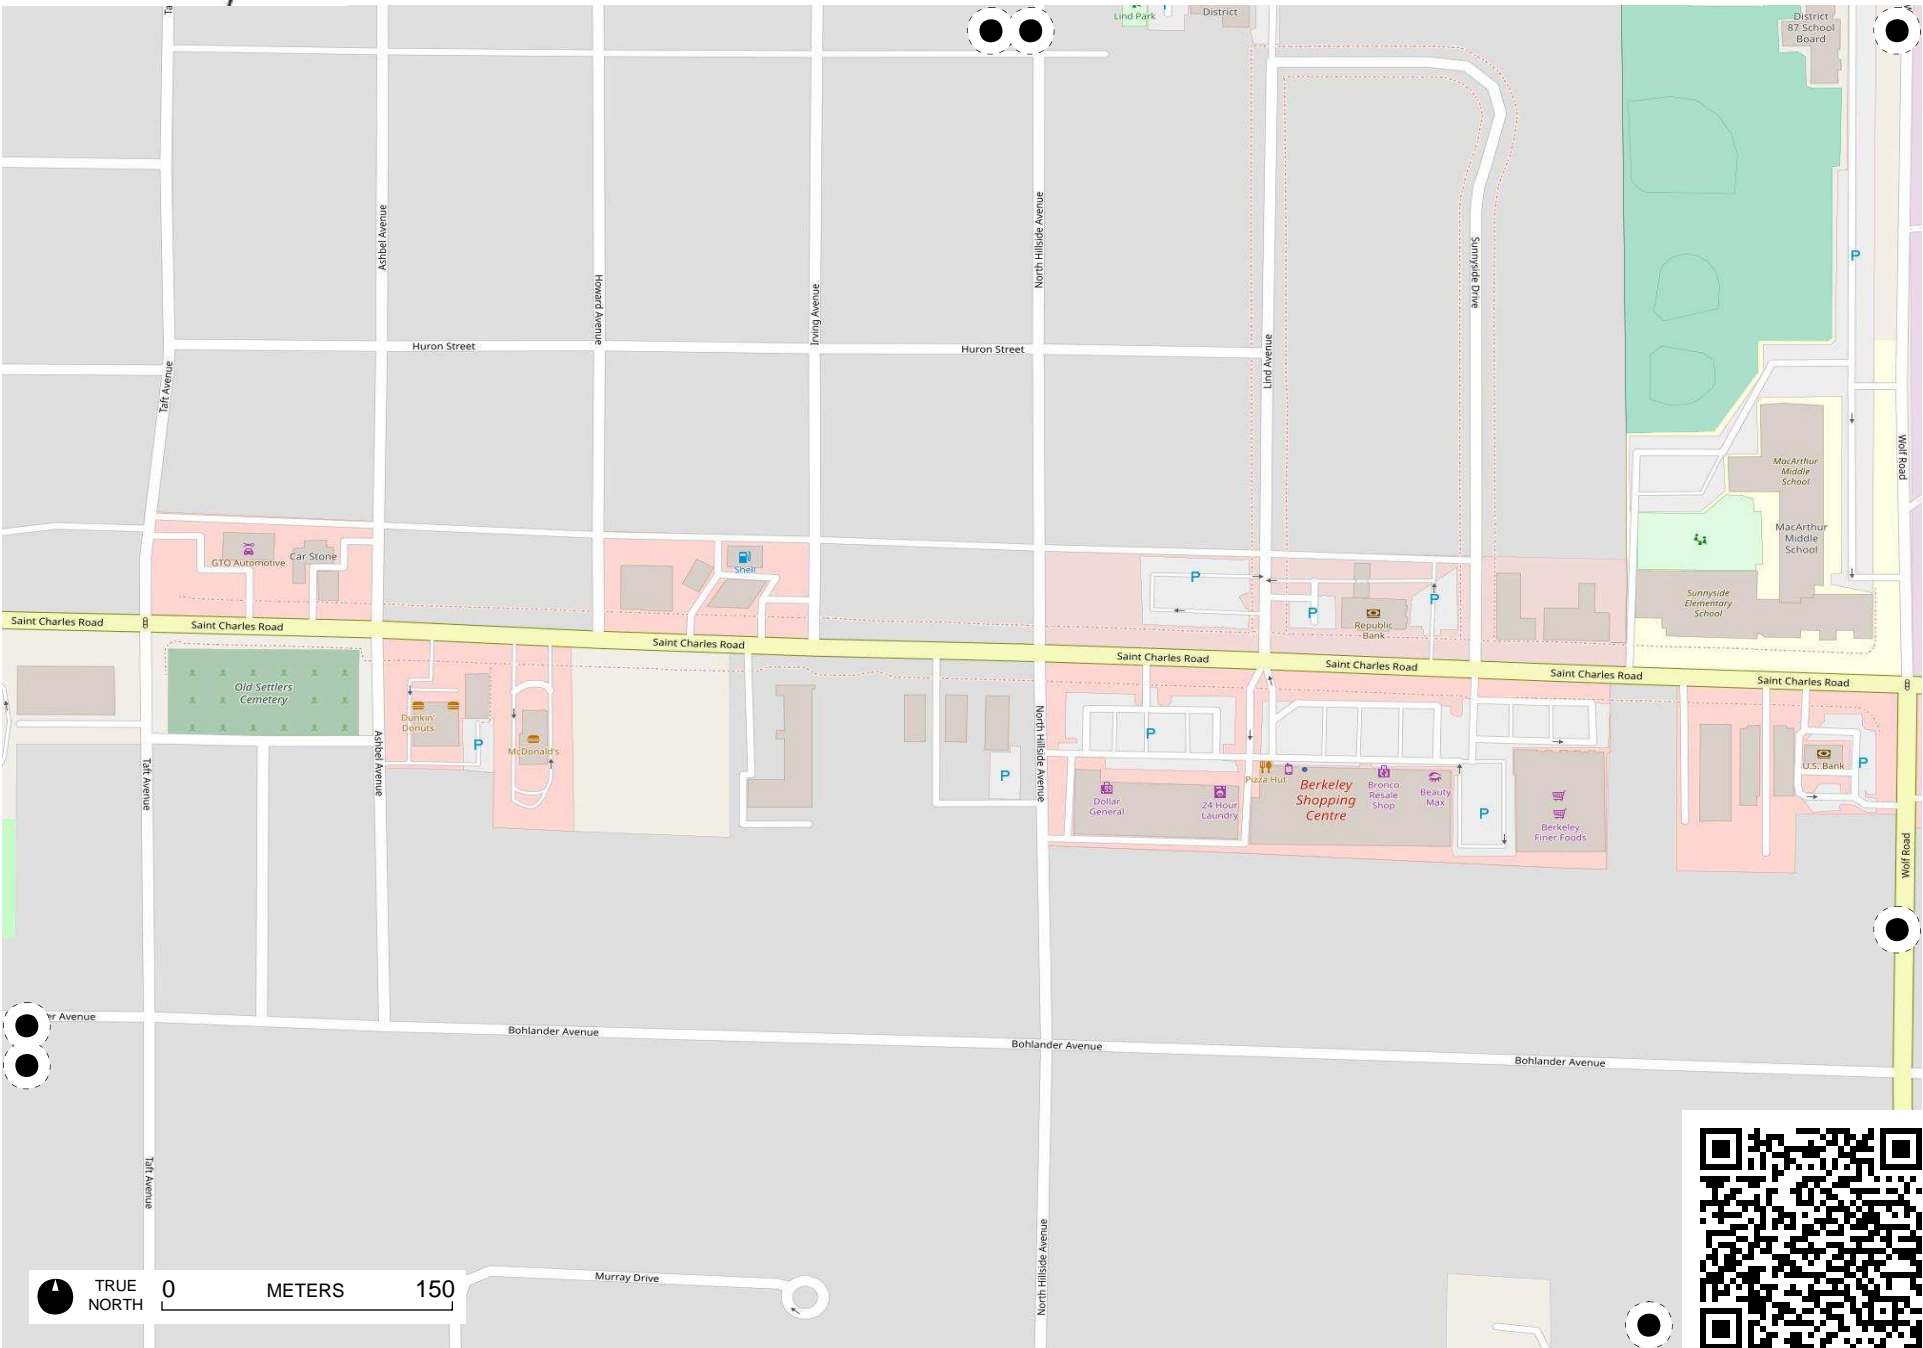 Lind Park
District
District
87 School
Board
Ashbel Avenue
North Hillside Avenue
Howard Avenue
Irving Avenue
Sunnyside Drive
P
Huron Street
Huron Street
Lind Avenue
Taft Avenue
Wolf Road
MacArthur
Middle
School
MacArthur
Middle
School
GTO Automotive
Car Stone
Shell
P
P
P
Republic
Bank
Sunnyside
Elementary
School
Saint Charles Road
Saint Charles Road
Saint Charles Road
Saint Charles Road
Saint Charles Road
Saint Charles Road
Saint Charles Road
Old Settlers
Cemetery
Dunkin'
Donuts
P
McDonald's
Ashbel Avenue
Taft Avenue
North Hillside Avenue
P
P
Pizza Hut
Dollar
General
24 Hour
Laundry
Berkeley
Shopping
Centre
Bronco
Resale
Shop
Beauty
Max
P
Berkeley
Finer Foods
U.S. Bank
P
Wolf Road
er Avenue
Bohlander Avenue
Bohlander Avenue
Bohlander Avenue
Taft Avenue
North Hillside Avenue
Murray Drive
TRUE
NORTH
0 METERS 150